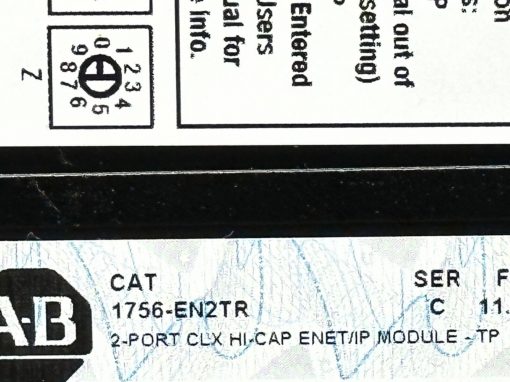 on
s:
P
al out of
setting)
P
Entered
Users
ual for
e Info.
0 1 2 3 4 5 6 7 8 9
Z
A-B
CAT
1756-EN2TR
SER
C
F
11.
2-PORT CLX HI-CAP ENET/IP MODULE - TP